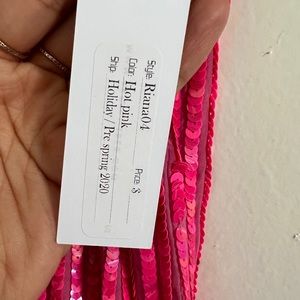 Style: Riana04
Color: Hot pink Price: $
Ship: Holiday / Pre spring 2020